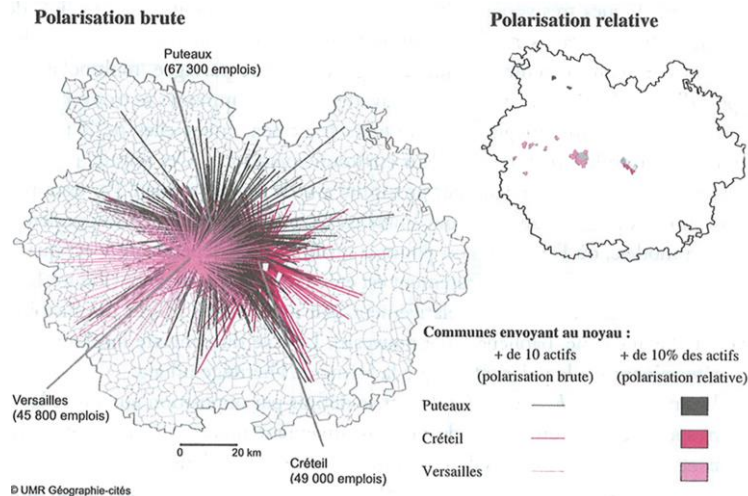 Polarisation brute
Polarisation relative
Puteaux
(67 300 emplois)
Communes envoyant au noyau :
+ de 10 actifs + de 10% des actifs
(polarisation brute) (polarisation relative)
Puteaux
Créteil
Versailles
Versailles
(45 800 emplois)
0 20 km
Créteil
(49 000 emplois)
© UMR Géographie-cités